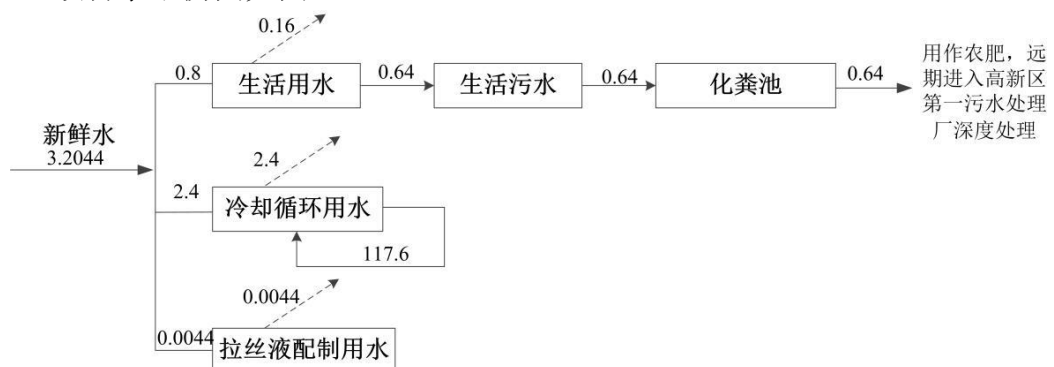 0.16
0.8
生活用水
0.64
生活污水
0.64
化粪池
0.64
用作农肥，远
期进入高新区
第一污水处理
厂深度处理
新鲜水
3.2044
2.4
2.4
冷却循环用水
117.6
0.0044
0.0044
拉丝液配制用水